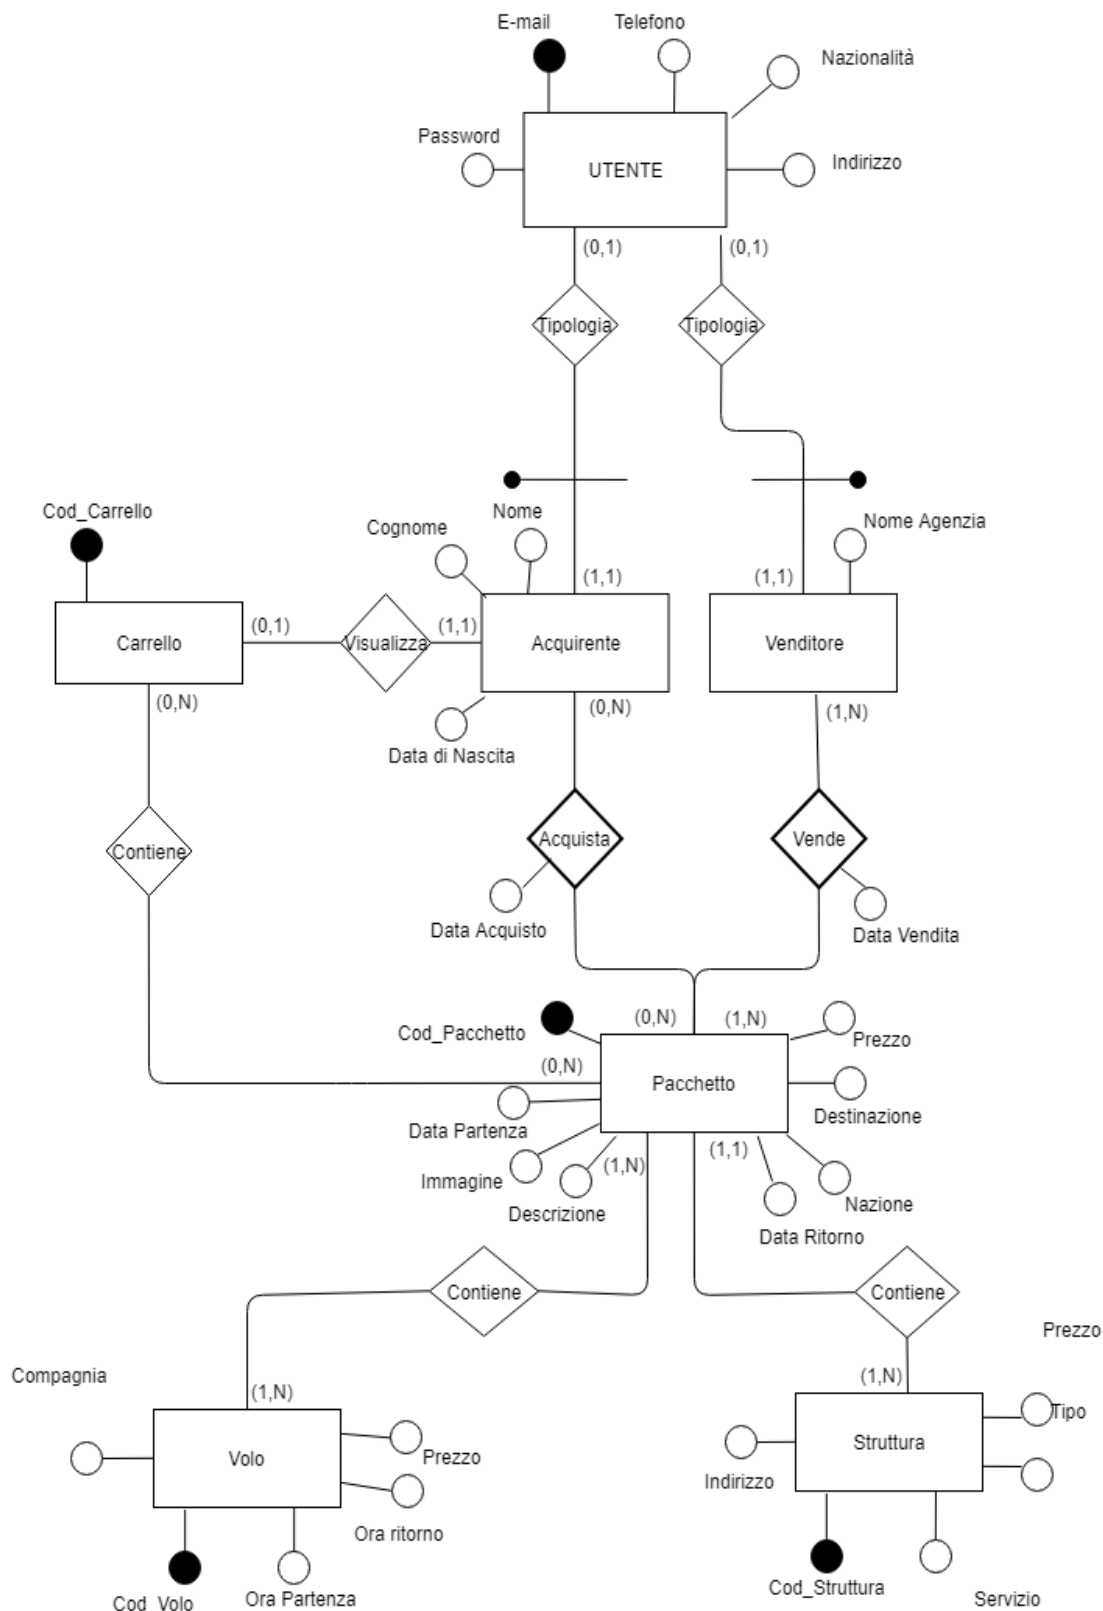 E-mail
Telefono
Nazionalità
Password
UTENTE
Indirizzo
(0,1)
(0,1)
Tipologia
Tipologia
Cod_Carrello
Cognome
Nome
Nome Agenzia
(1,1)
(1,1)
Carrello
(0,1)
Visualizza
(1,1)
Acquirente
Venditore
(0,N)
(0,N)
(1,N)
Data di Nascita
Contiene
Acquista
Vende
Data Acquisto
Data Vendita
(0,N)
(1,N)
Cod_Pacchetto
Prezzo
(0,N)
Pacchetto
Destinazione
Data Partenza
(1,N)
(1,1)
Immagine
Descrizione
Nazione
Data Ritorno
Contiene
Contiene
Prezzo
Compagnia
(1,N)
(1,N)
Tipo
Volo
Prezzo
Struttura
Indirizzo
Ora ritorno
Cod_Volo
Ora Partenza
Cod_Struttura
Servizio